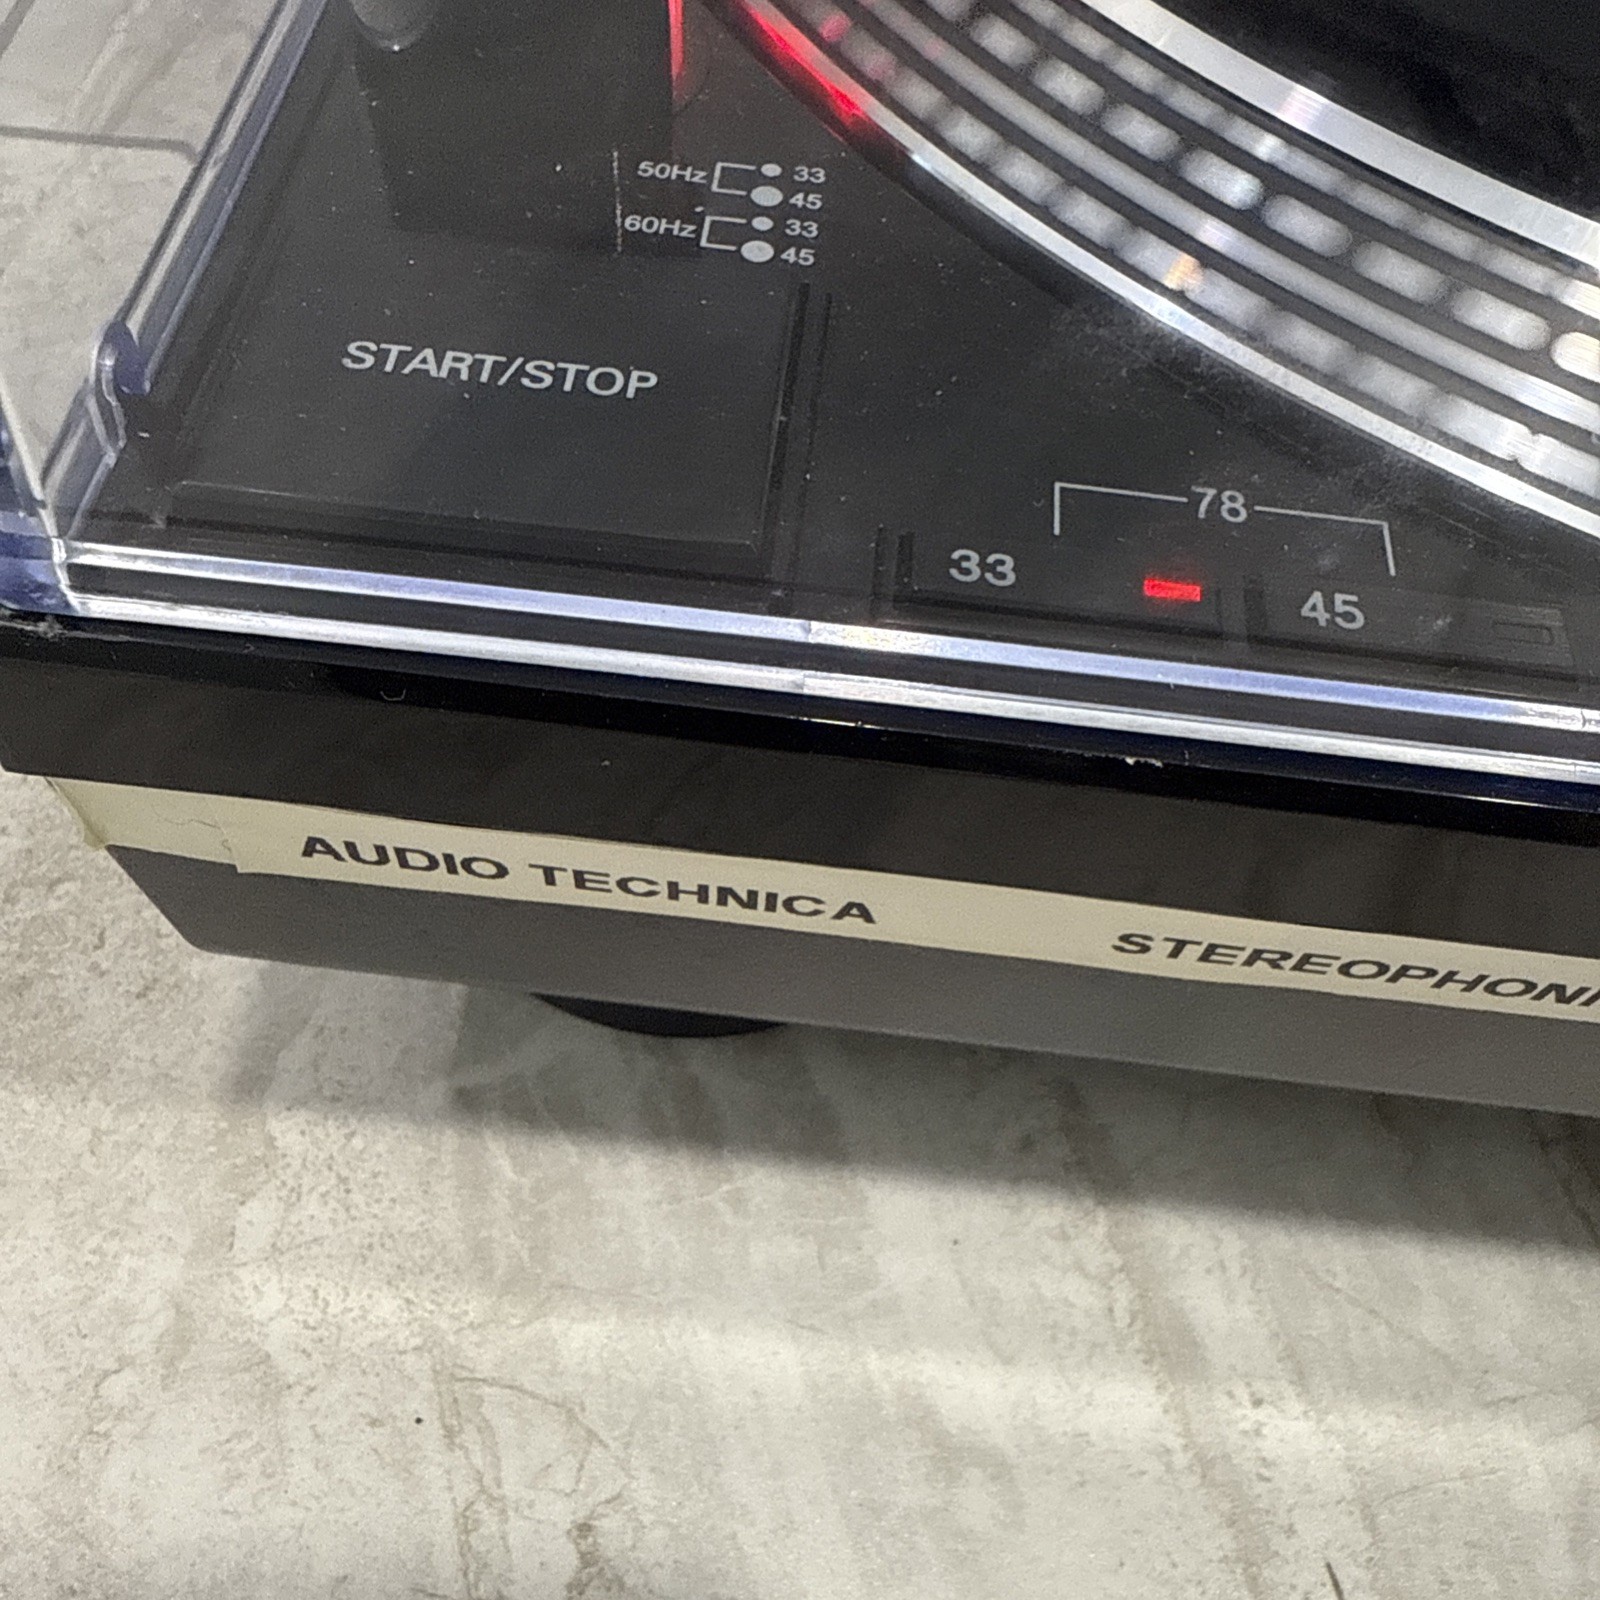 50Hz 33
45
60Hz 33
45
START/STOP
78
33
45
AUDIO TECHNICA STEREOPHONI